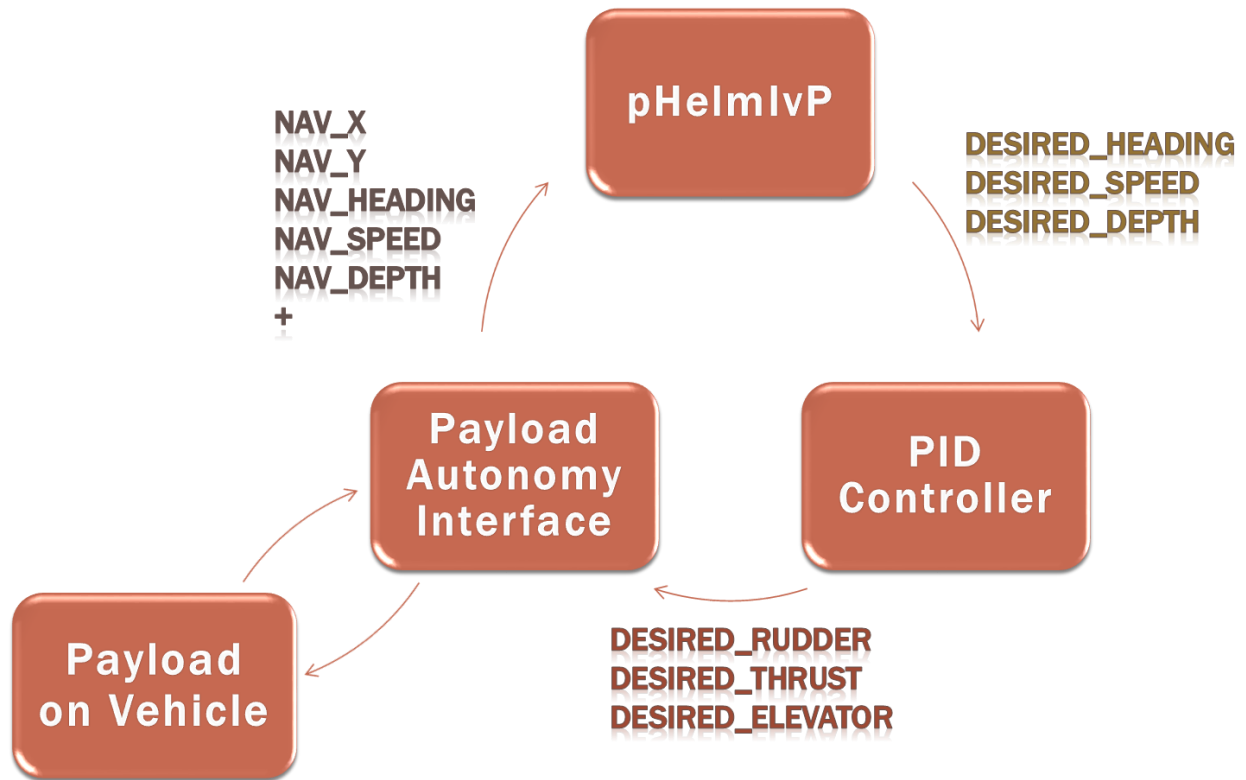 pHelmIvP
NAV_X
NAV_Y
NAV_HEADING
NAV_SPEED
NAV_DEPTH
+
DESIRED_HEADING
DESIRED_SPEED
DESIRED_DEPTH
Payload
Autonomy
Interface
PID
Controller
DESIRED_RUDDER
DESIRED_THRUST
DESIRED_ELEVATOR
Payload
on Vehicle